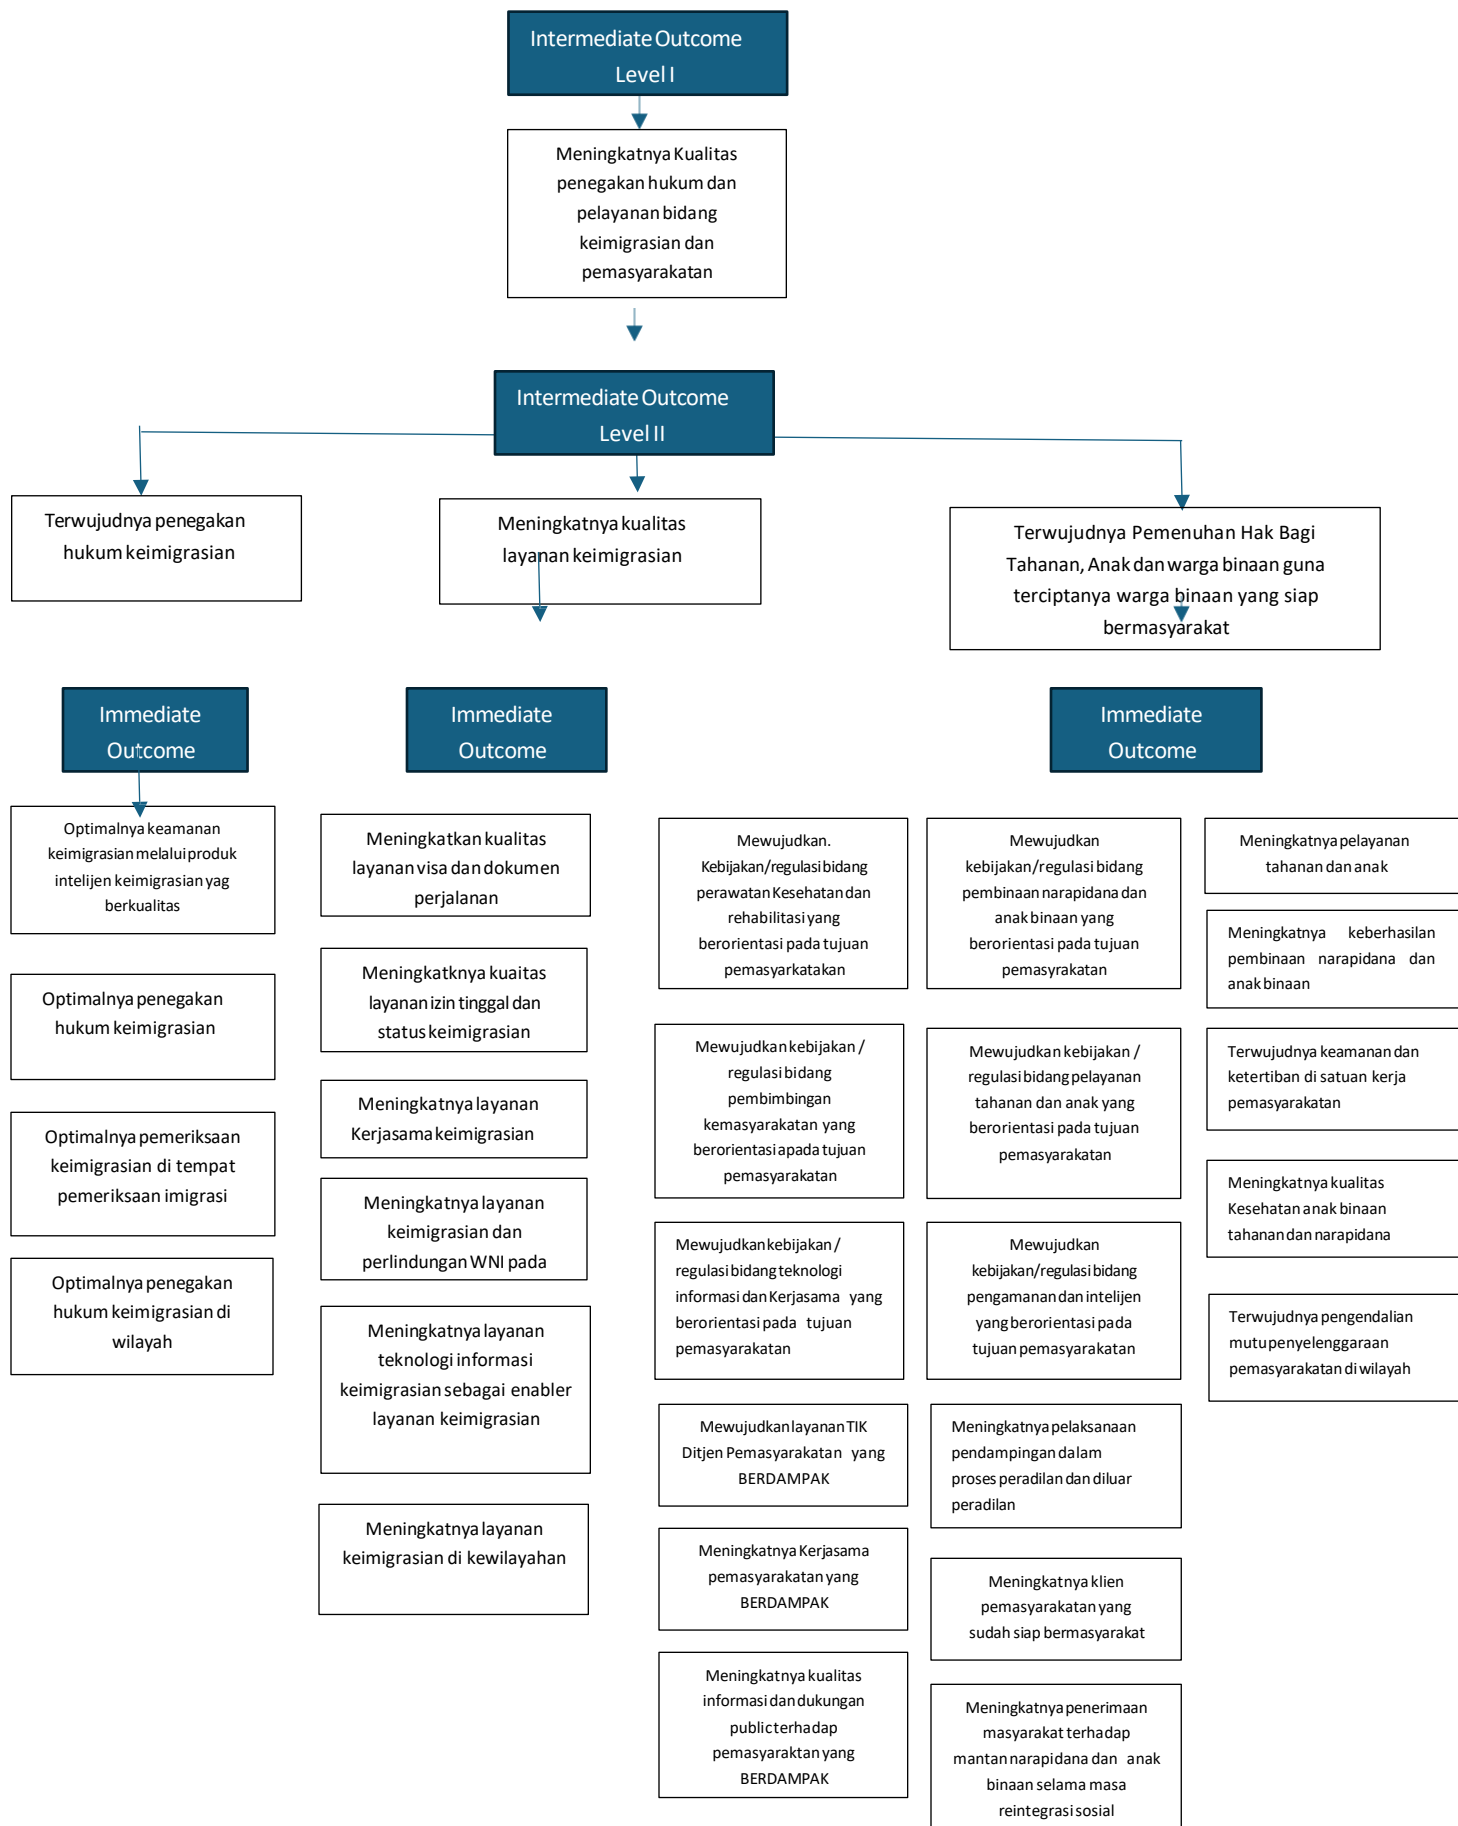 Intermediate Outcome
Level I
Meningkatnya Kualitas
penegakan hukum dan
pelayanan bidang
keimigrasian dan
pemasyarakatan
Intermediate Outcome
Level II
Terwujudnya penegakan
hukum keimigrasian
Meningkatnya kualitas
layanan keimigrasian
Terwujudnya Pemenuhan Hak Bagi
Tahanan, Anak dan warga binaan guna
terciptanya warga binaan yang siap
bermasyarakat
Immediate
Outcome
Immediate
Outcome
Immediate
Outcome
Optimalnya keamanan
keimigrasian melalui produk
intelijen keimigrasian yag
berkualitas
Optimalnya penegakan
hukum keimigrasian
Optimalnya pemeriksaan
keimigrasian di tempat
pemeriksaan imigrasi
Optimalnya penegakan
hukum keimigrasian di
wilayah
Meningkatkan kualitas
layanan visa dan dokumen
perjalanan
Meningkatknya kuaitas
layanan izin tinggal dan
status keimigrasian
Meningkatnya layanan
Kerjasama keimigrasian
Meningkatnya layanan
keimigrasian dan
perlindungan WNI pada
Meningkatnya layanan
teknologi informasi
keimigrasian sebagai enabler
layanan keimigrasian
Meningkatnya layanan
keimigrasian di kewilayahan
Mewujudkan.
Kebijakan/regulasi bidang
perawatan Kesehatan dan
rehabilitasi yang
berorientasi pada tujuan
pemasyarkatakan
Mewujudkan kebijakan /
regulasi bidang
pembimbingan
kemasyarakatan yang
berorientasi apada tujuan
pemasyarakatan
Mewujudkan kebijakan /
regulasi bidang teknologi
informasi dan Kerjasama yang
berorientasi pada tujuan
pemasyarakatan
Mewujudkan layanan TIK
Ditjen Pemasyarakatan yang
BERDAMPAK
Meningkatnya Kerjasama
pemasyarakatan yang
BERDAMPAK
Meningkatnya kualitas
informasi dan dukungan
public terhadap
pemasyaraktan yang
BERDAMPAK
Mewujudkan
kebijakan/regulasi bidang
pembinaan narapidana dan
anak binaan yang
berorientasi pada tujuan
pemasyrakatan
Mewujudkan kebijakan /
regulasi bidang pelayanan
tahanan dan anak yang
berorientasi pada tujuan
pemasyarakatan
Mewujudkan
kebijakan/regulasi bidang
pengamanan dan intelijen
yang berorientasi pada
tujuan pemasyarakatan
Meningkatnya pelaksanaan
pendampingan dalam
proses peradilan dan diluar
peradilan
Meningkatnya klien
pemasyarakatan yang
sudah siap bermasyarakat
Meningkatnya penerimaan
masyarakat terhadap
mantan narapidana dan anak
binaan selama masa
reintegrasi sosial
Meningkatnya pelayanan
tahanan dan anak
Meningkatnya keberhasilan
pembinaan narapidana dan
anak binaan
Terwujudnya keamanan dan
ketertiban di satuan kerja
pemasyarakatan
Meningkatnya kualitas
Kesehatan anak binaan
tahanan dan narapidana
Terwujudnya pengendalian
mutu penyelenggaraan
pemasyarakatan di wilayah